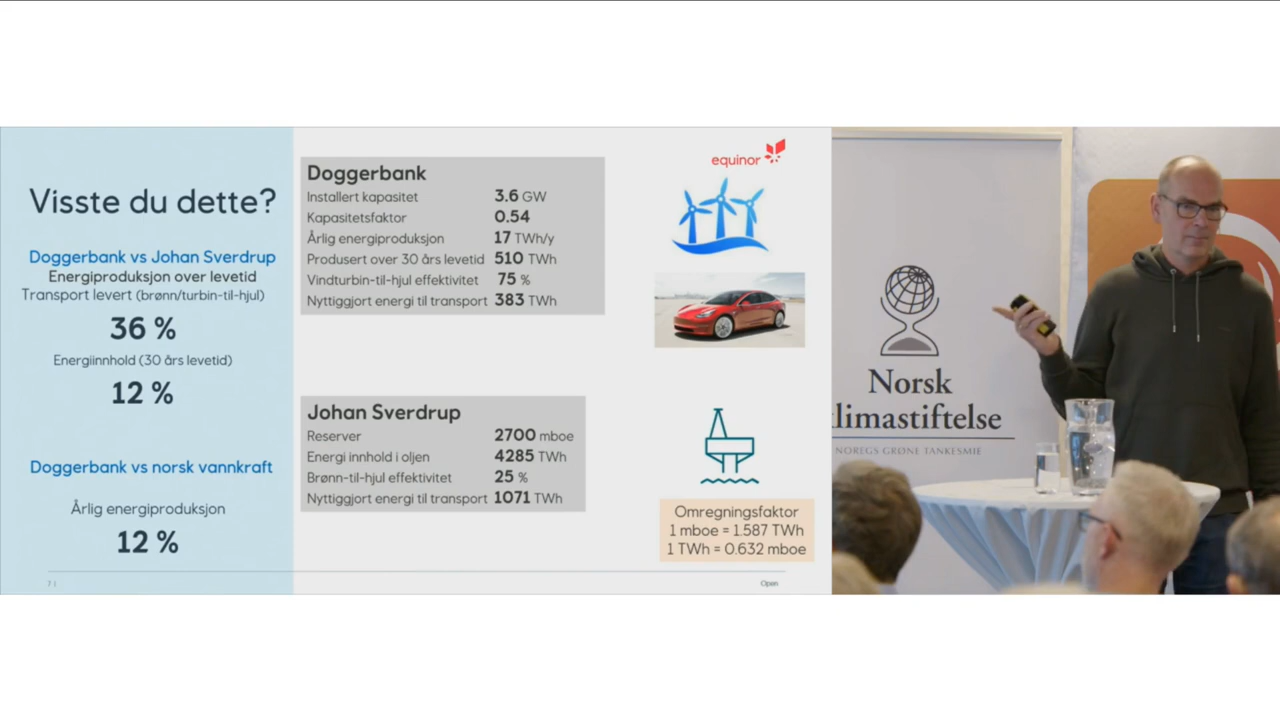 Visste du dette?
Doggerbank vs Johan Sverdrup
Energiproduksjon over levetid
Transport levert (brønn/turbin-til-hjul)
36 %
Energiinnhold (30 års levetid)
12 %
Doggerbank vs norsk vannkraft
Årlig energiproduksjon
12 %
7 |
Doggerbank
Installert kapasitet 3.6 GW
Kapasitetsfaktor 0.54
Årlig energiproduksjon 17 TWh/y
Produsert over 30 års levetid 510 TWh
Vindturbin-til-hjul effektivitet 75 %
Nyttiggjort energi til transport 383 TWh
Johan Sverdrup
Reserver 2700 mboe
Energi innhold i oljen 4285 TWh
Brønn-til-hjul effektivitet 25 %
Nyttiggjort energi til transport 1071 TWh
equinor
Omregningsfaktor
1 mboe = 1.587 TWh
1 TWh = 0.632 mboe
Open
Norsk
klimastiftelse
NOREGS GRØNE TANKESMIE